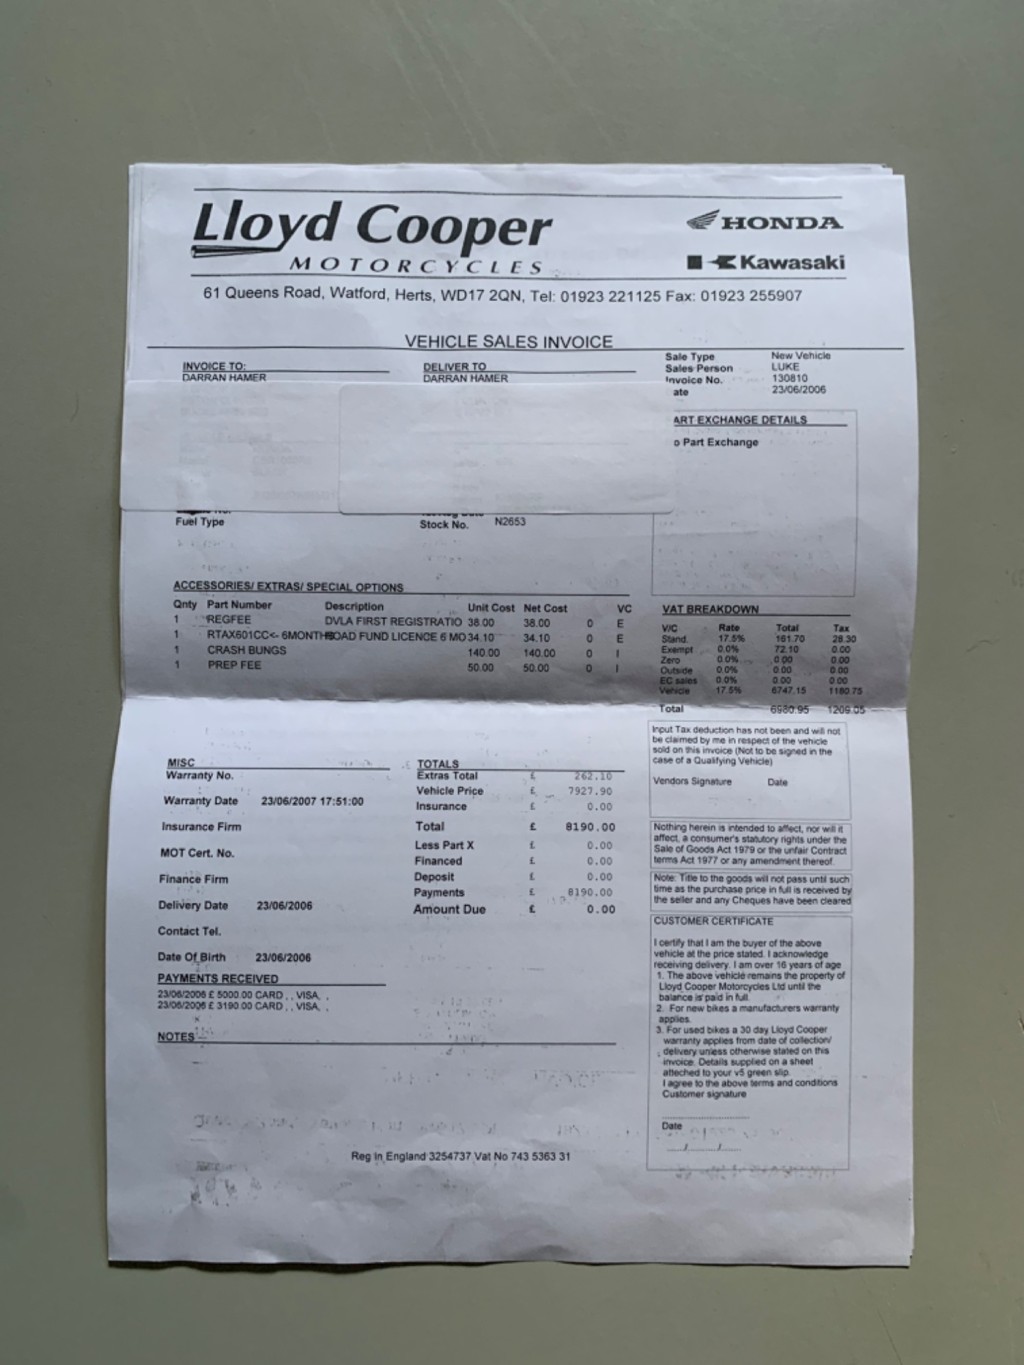 Lloyd Cooper
MOTORCYCLES
HONDA
Kawasaki
61 Queens Road, Watford, Herts, WD17 2QN, Tel: 01923 221125 Fax: 01923 255907
VEHICLE SALES INVOICE
INVOICE TO:
DARRAN HAMER
DELIVER TO
DARRAN HAMER
Sale Type New Vehicle
Sales Person LUKE
Invoice No. 130810
ate 23/06/2006
ART EXCHANGE DETAILS
o Part Exchange
Fuel Type
Stock No. N2653
ACCESSORIES/ EXTRAS/ SPECIAL OPTIONS
Qnty Part Number Description Unit Cost Net Cost VC
1 REGFEE DVLA FIRST REGISTRATIO 38.00 38.00 0 E
1 RTAX601CC<- 6MONTH ROAD FUND LICENCE 6 MO 34.10 34.10 0 E
1 CRASH BUNGS 140.00 140.00 0 I
1 PREP FEE 50.00 50.00 0 I
VAT BREAKDOWN
V/C Rate Total Tax
Stand. 17.5% 161.70 28.30
Exempt 0.0% 72.10 0.00
Zero 0.0% 0.00 0.00
Outside 0.0% 0.00 0.00
EC sales 0.0% 0.00 0.00
Vehicle 17.5% 6747.15 1180.75
Total 6980.95 1209.05
MISC
Warranty No.
Warranty Date 23/06/2007 17:51:00
Insurance Firm
MOT Cert. No.
Finance Firm
Delivery Date 23/06/2006
Contact Tel.
Date Of Birth 23/06/2006
PAYMENTS RECEIVED
23/06/2006 £ 5000.00 CARD , , VISA, ,
23/06/2006 £ 3190.00 CARD , , VISA, ,
NOTES
TOTALS
Extras Total £ 262.10
Vehicle Price £ 7927.90
Insurance £ 0.00
Total £ 8190.00
Less Part X £ 0.00
Financed £ 0.00
Deposit £ 0.00
Payments £ 8190.00
Amount Due £ 0.00
Input Tax deduction has not been and will not
be claimed by me in respect of the vehicle
sold on this invoice (Not to be signed in the
case of a Qualifying Vehicle)
Vendors Signature Date
Nothing herein is intended to affect, nor will it
affect, a consumer's statutory rights under the
Sale of Goods Act 1979 or the unfair Contract
terms Act 1977 or any amendment thereof.
Note: Title to the goods will not pass until such
time as the purchase price in full is received by
the seller and any Cheques have been cleared
CUSTOMER CERTIFICATE
I certify that I am the buyer of the above
vehicle at the price stated. I acknowledge
receiving delivery. I am over 16 years of age
1. The above vehicle remains the property of
Lloyd Cooper Motorcycles Ltd until the
balance is paid in full.
2. For new bikes a manufacturers warranty
applies.
3. For used bikes a 30 day Lloyd Cooper
warranty applies from date of collection/
delivery unless otherwise stated on this
invoice. Details supplied on a sheet
atteched to your v5 green slip.
I agree to the above terms and conditions
Customer signature
Date
Reg In England 3254737 Vat No 743 5363 31